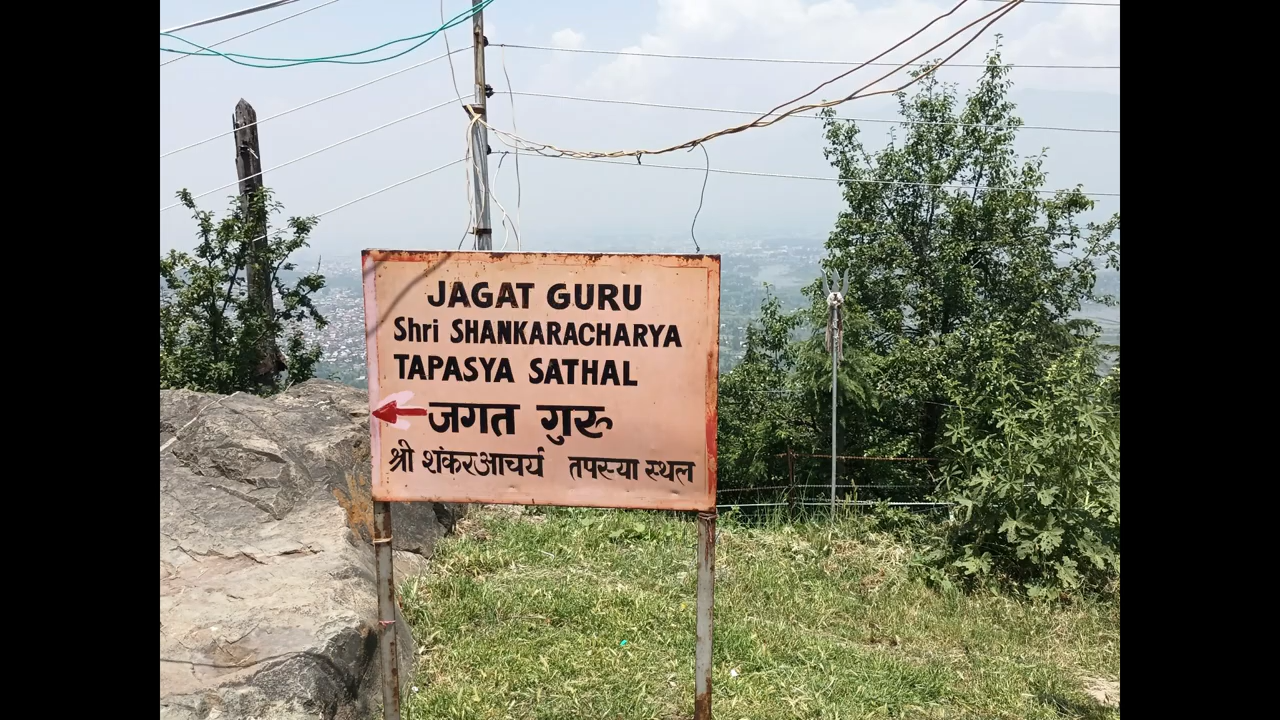 JAGAT GURU
Shri SHANKARACHARYA
TAPASYA SATHAL
जगत गुरू
श्री शंकरआचर्य तपस्या स्थल